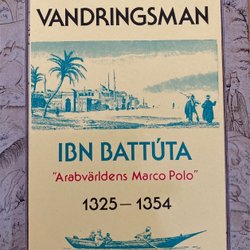 VANDRINGSMAN
IBN BATTÚTA
"Arabvärldens Marco Polo"
1325–1354